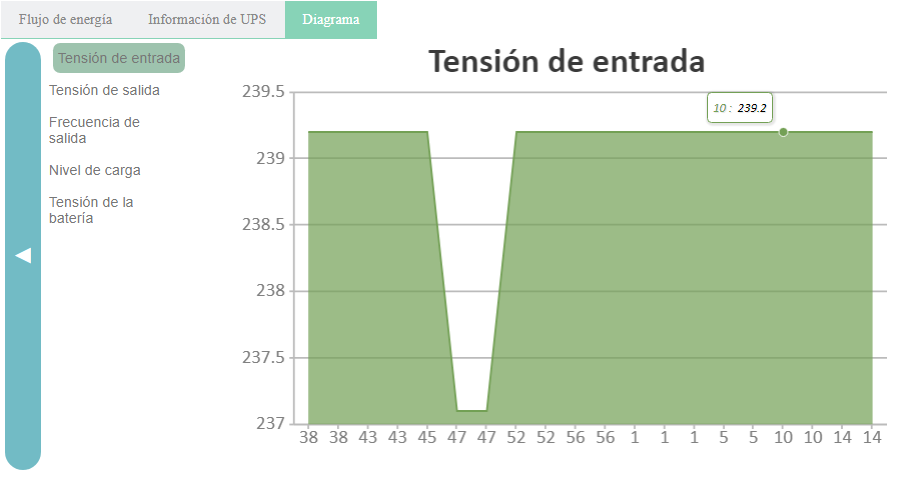 Flujo de energía
Información de UPS
Diagrama
Tensión de entrada
Tensión de salida
Frecuencia de
salida
Nivel de carga
Tensión de la
batería
Tensión de entrada
239.5
239
238.5
238
237.5
237
10 : 239.2
38 38 43 43 45 47 47 52 52 56 56 1 1 1 5 5 10 10 14 14